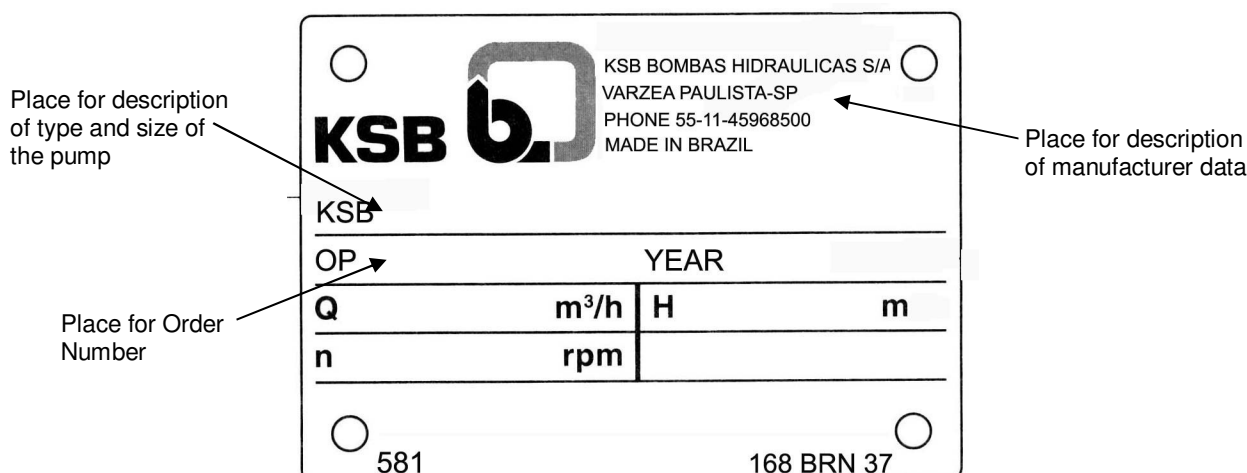 KSB BOMBAS HIDRAULICAS S/A
VARZEA PAULISTA-SP
PHONE 55-11-45968500
MADE IN BRAZIL
KSB b
Place for description
of type and size of
the pump
Place for description
of manufacturer data
KSB
OP YEAR
Q m³/h H m
n rpm
Place for Order
Number
581 168 BRN 37